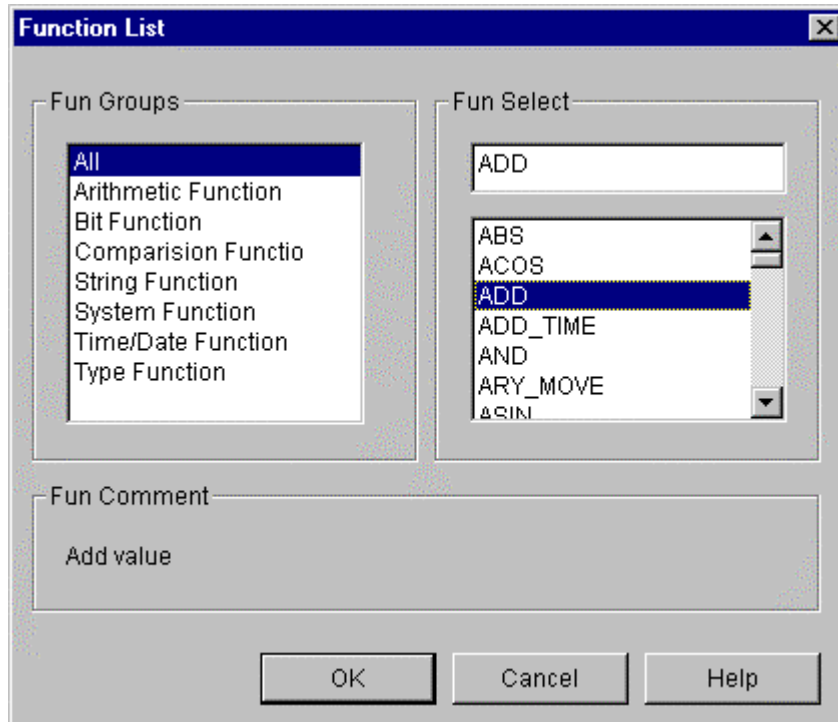 Function List
Fun Groups
All
Arithmetic Function
Bit Function
Comparision Functio
String Function
System Function
Time/Date Function
Type Function
Fun Select
ADD
ABS
ACOS
ADD
ADD_TIME
AND
ARY_MOVE
ASIN
Fun Comment
Add value
OK
Cancel
Help